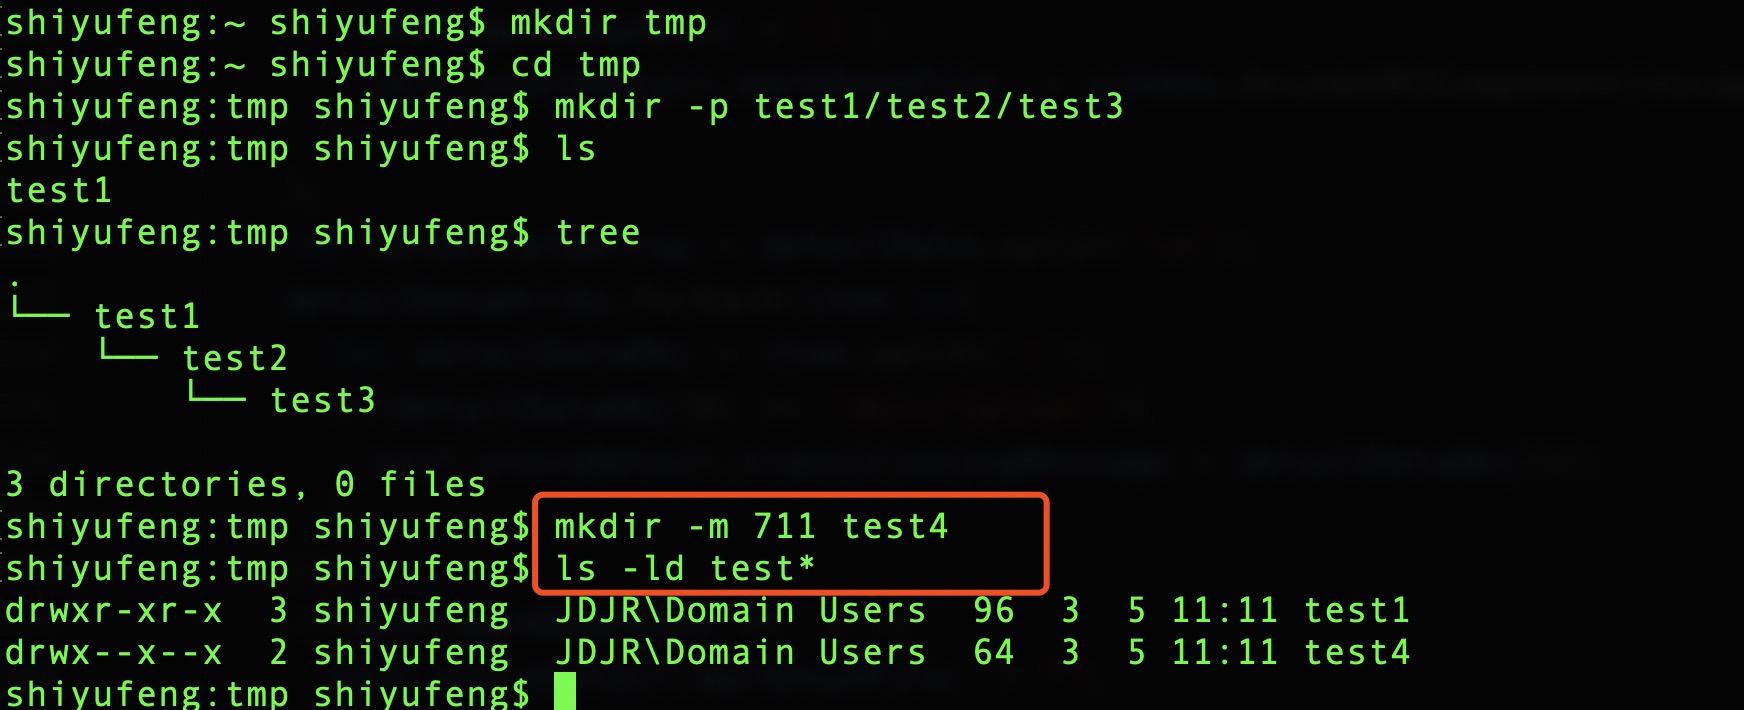 shiyufeng:~ shiyufeng$ mkdir tmp
shiyufeng:~ shiyufeng$ cd tmp
shiyufeng:tmp shiyufeng$ mkdir -p test1/test2/test3
shiyufeng:tmp shiyufeng$ ls
test1
shiyufeng:tmp shiyufeng$ tree
.
└── test1
    └── test2
        └── test3
3 directories, 0 files
shiyufeng:tmp shiyufeng$ mkdir -m 711 test4
shiyufeng:tmp shiyufeng$ ls -ld test*
drwxr-xr-x  3 shiyufeng  JDJR\Domain Users  96  3  5 11:11 test1
drwx--x--x  2 shiyufeng  JDJR\Domain Users  64  3  5 11:11 test4
shiyufeng:tmp shiyufeng$